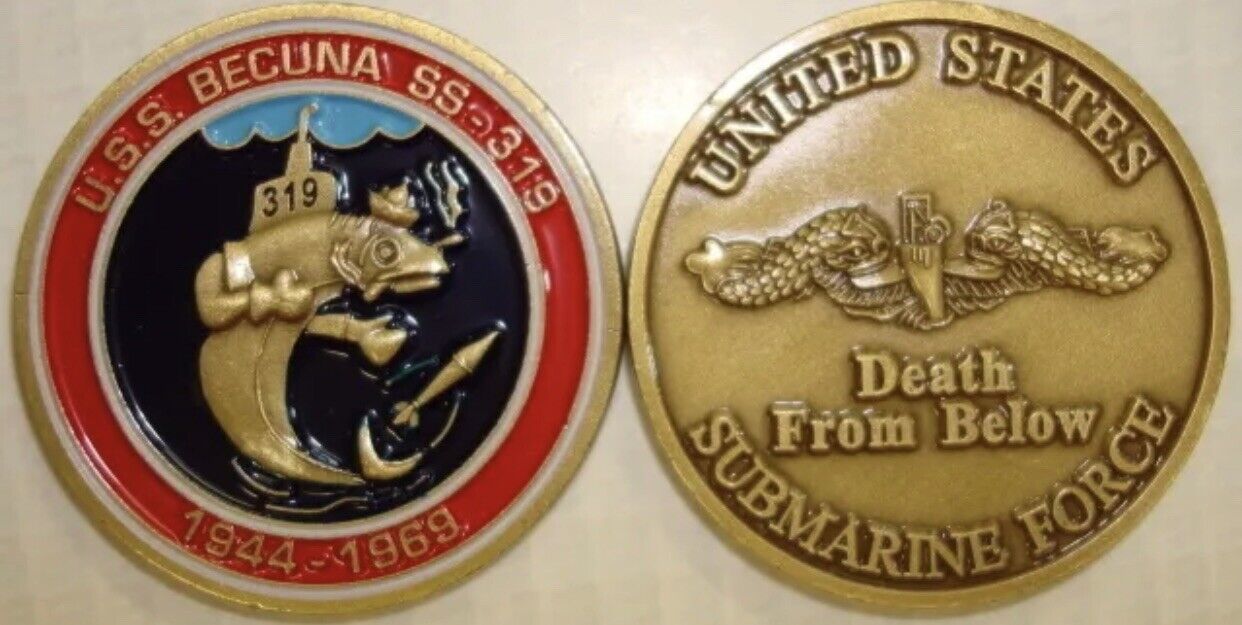 U.S.S. BECUNA SS-319
319
1944-1969
UNITED STATES
Death
From Below
SUBMARINE FORCE